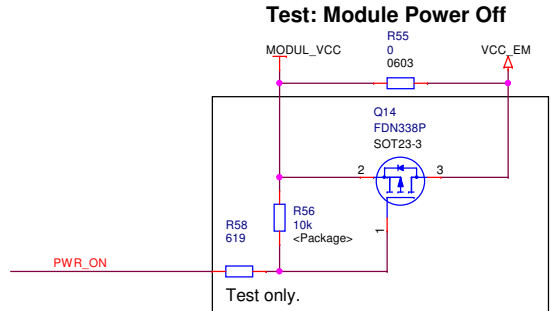 Test: Module Power Off
R55
MODUL_VCC
0
VCC_EM
0603
Q14
FDN338P
SOT23-3
2
3
R56
10k
<Package>
1
R58
619
PWR_ON
Test only.